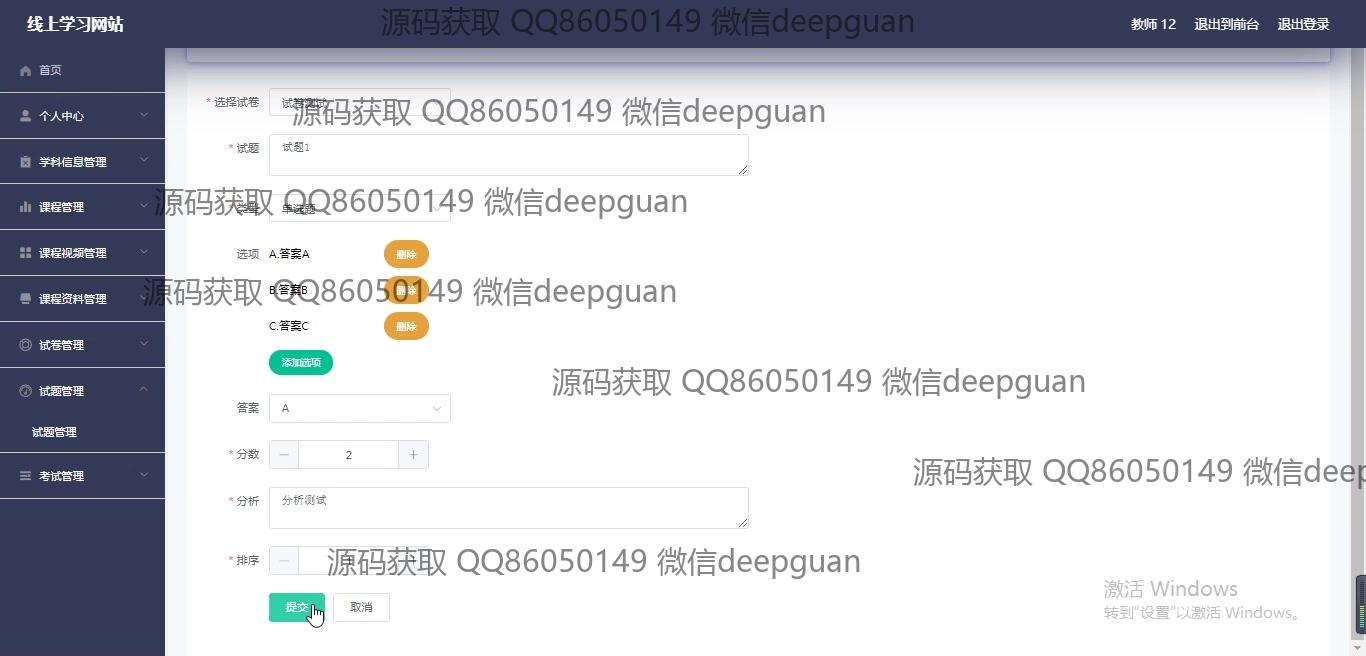 线上学习网站
源码获取 QQ86050149 微信deepguan
教师 12
退出到前台
退出登录
首页
个人中心
学科信息管理
课程管理
课程视频管理
课程资料管理
试卷管理
试题管理
试题管理
考试管理
* 选择试卷
试卷测试
源码获取 QQ86050149 微信deepguan
* 试题
试题1
源码获取 QQ86050149 微信deepguan
* 类型
单选题
选项
A.答案A
删除
源码获取 QQ86050149 微信deepguan
B.答案B
删除
C.答案C
删除
添加选项
源码获取 QQ86050149 微信deepguan
答案
A
* 分数
2
源码获取 QQ86050149 微信deep
* 分析
分析测试
* 排序
源码获取 QQ86050149 微信deepguan
提交
取消
激活 Windows
转到"设置"以激活 Windows。